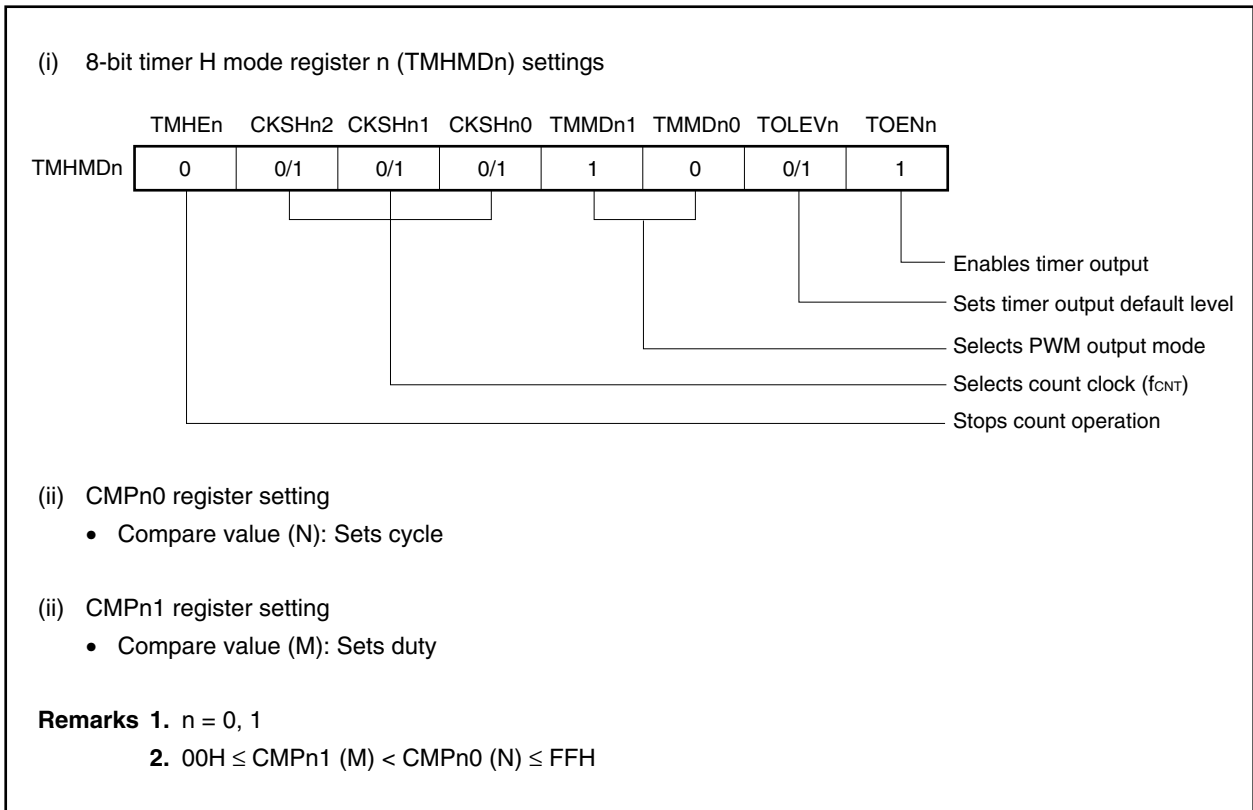 (i) 8-bit timer H mode register n (TMHMDn) settings
TMHEn CKSHn2 CKSHn1 CKSHn0 TMMDn1 TMMDn0 TOLEVn TOENn
TMHMDn 0 0/1 0/1 0/1 1 0 0/1 1
Enables timer output
Sets timer output default level
Selects PWM output mode
Selects count clock (fCNT)
Stops count operation
(ii) CMPn0 register setting
• Compare value (N): Sets cycle
(ii) CMPn1 register setting
• Compare value (M): Sets duty
Remarks 1. n = 0, 1
2. 00H ≤ CMPn1 (M) < CMPn0 (N) ≤ FFH